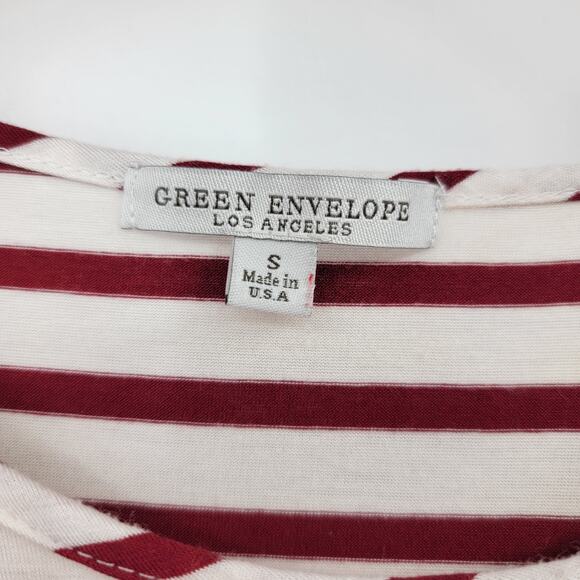 GREEN ENVELOPE
LOS ANGELES
S
Made in
U.S.A